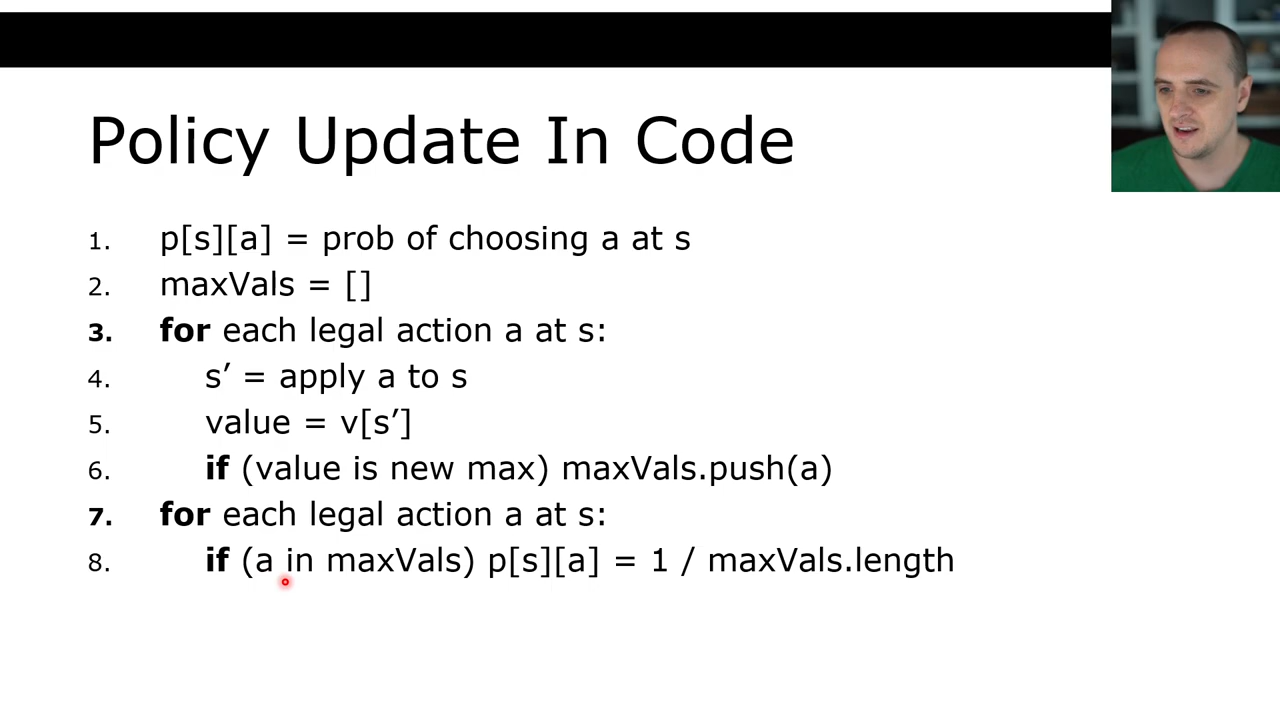 Policy Update In Code
1. p[s][a] = prob of choosing a at s
2. maxVals = []
3. for each legal action a at s:
4. s’ = apply a to s
5. value = v[s’]
6. if (value is new max) maxVals.push(a)
7. for each legal action a at s:
8. if (a in maxVals) p[s][a] = 1 / maxVals.length